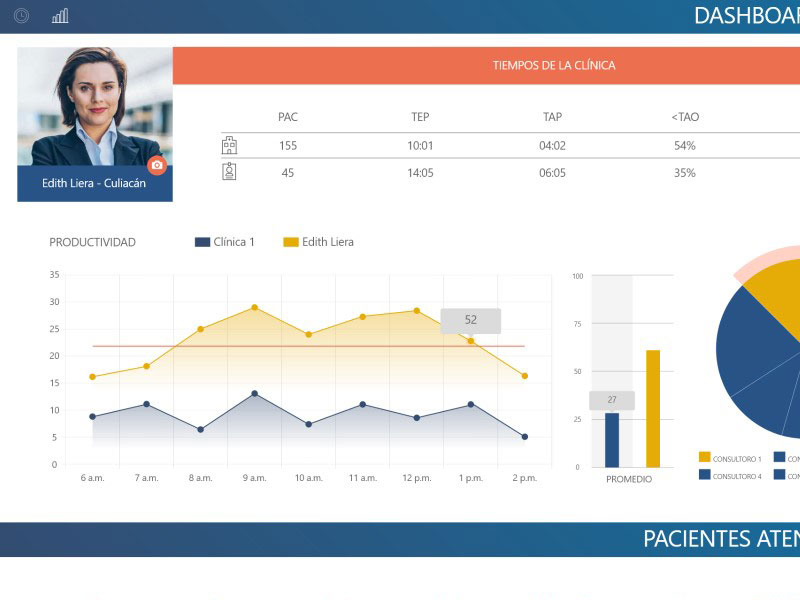 DASHBOAR
TIEMPOS DE LA CLÍNICA
PAC TEP TAP <TAO
155 10:01 04:02 54%
45 14:05 06:05 35%
Edith Liera - Culiacán
PRODUCTIVIDAD Clínica 1 Edith Liera
35
30
25
20
15
10
5
0
52
6 a.m. 7 a.m. 8 a.m. 9 a.m. 10 a.m. 11 a.m. 12 p.m. 1 p.m. 2 p.m.
100
75
50
25
0
27
PROMEDIO
CONSULTORO 1 CON
CONSULTORO 4 CON
PACIENTES ATEN